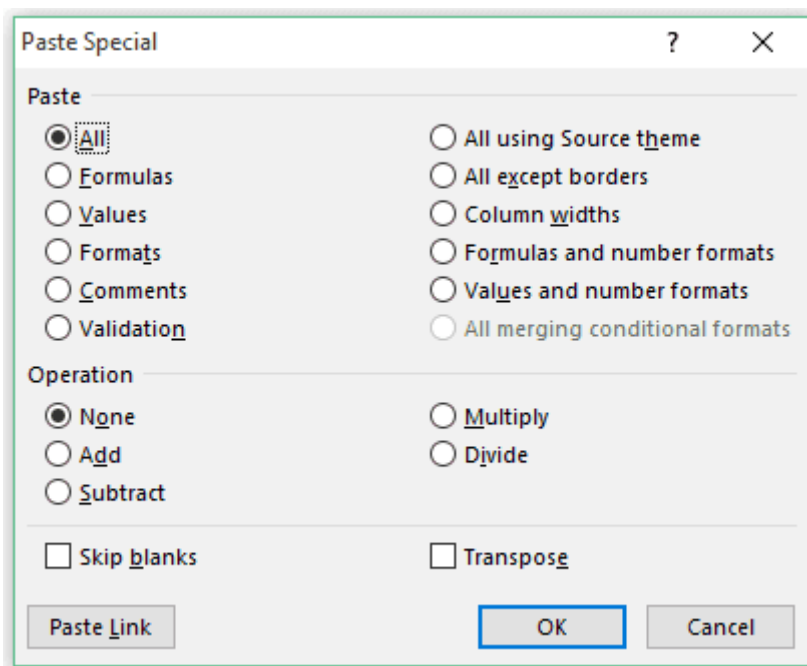 Paste Special ?
Paste
All
Formulas
Values
Formats
Comments
Validation
All using Source theme
All except borders
Column widths
Formulas and number formats
Values and number formats
All merging conditional formats
Operation
None
Add
Subtract
Multiply
Divide
Skip blanks
Transpose
Paste Link
OK
Cancel